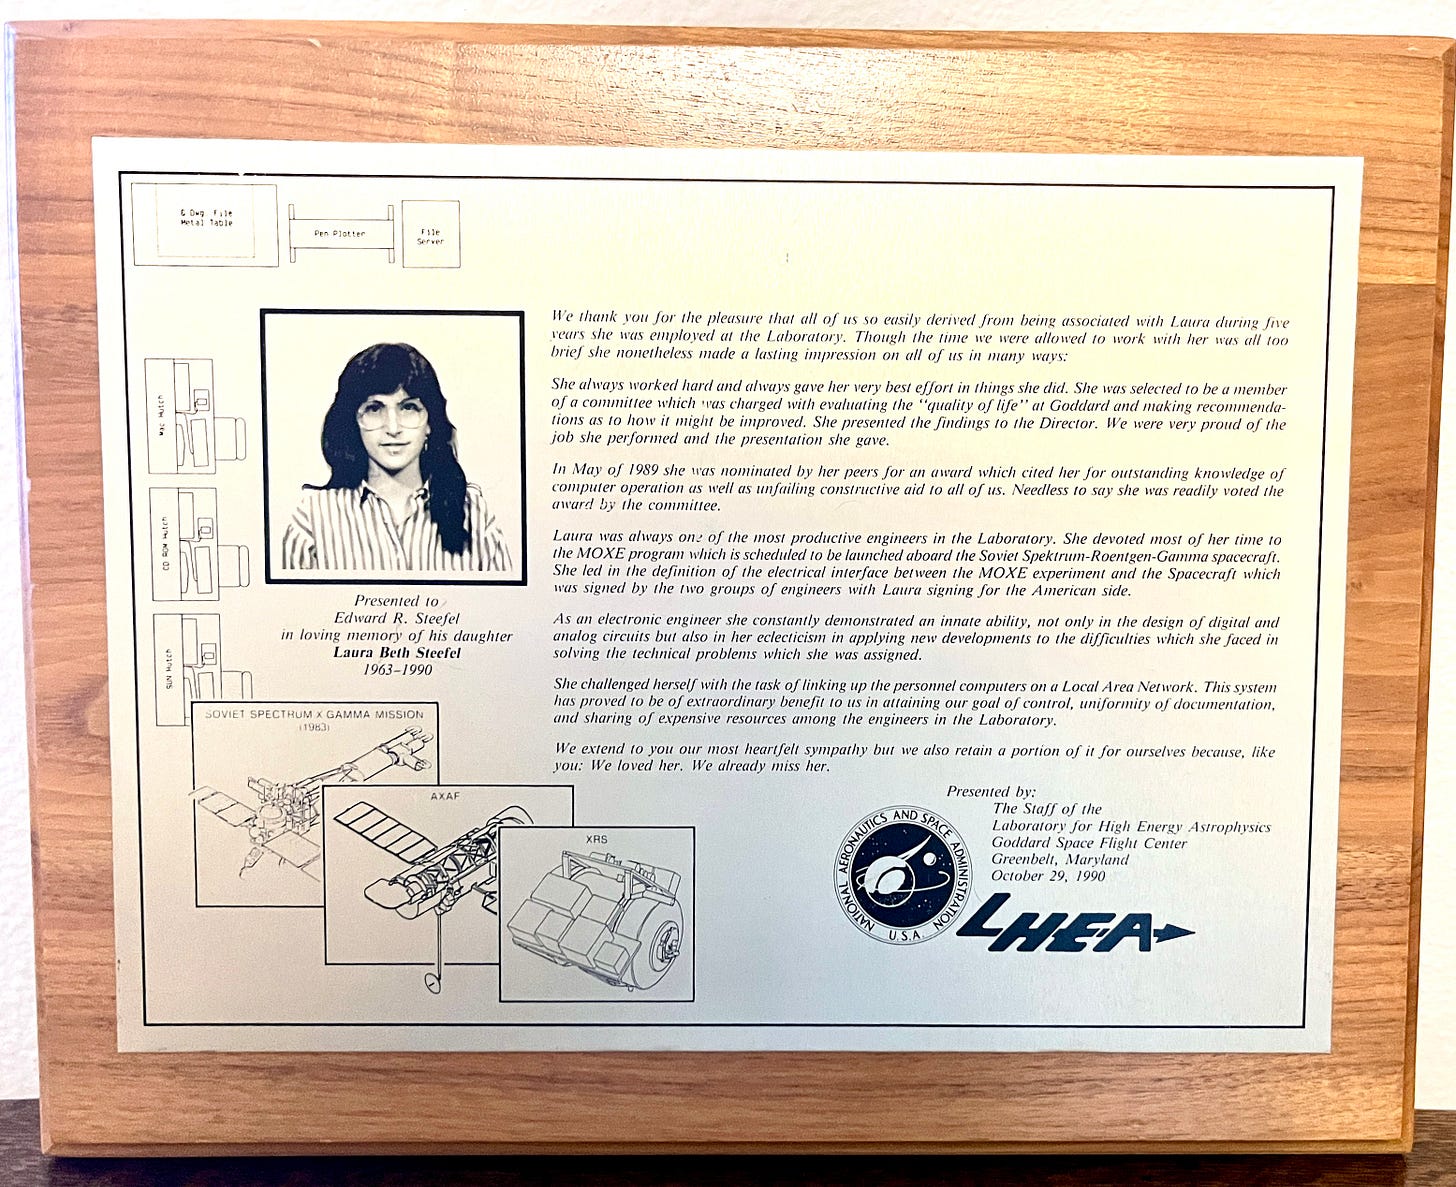 & Dwg. File
Metal Table
Pen Plotter
File
Server
We thank you for the pleasure that all of us so easily derived from being associated with Laura during five
years she was employed at the Laboratory. Though the time we were allowed to work with her was all too
brief she nonetheless made a lasting impression on all of us in many ways:
She always worked hard and always gave her very best effort in things she did. She was selected to be a member
of a committee which was charged with evaluating the "quality of life" at Goddard and making recommenda-
tions as to how it might be improved. She presented the findings to the Director. We were very proud of the
job she performed and the presentation she gave.
In May of 1989 she was nominated by her peers for an award which cited her for outstanding knowledge of
computer operation as well as unfailing constructive aid to all of us. Needless to say she was readily voted the
award by the committee.
Laura was always one of the most productive engineers in the Laboratory. She devoted most of her time to
the MOXE program which is scheduled to be launched aboard the Soviet Spektrum-Roentgen-Gamma spacecraft.
She led in the definition of the electrical interface between the MOXE experiment and the Spacecraft which
was signed by the two groups of engineers with Laura signing for the American side.
As an electronic engineer she constantly demonstrated an innate ability, not only in the design of digital and
analog circuits but also in her eclecticism in applying new developments to the difficulties which she faced in
solving the technical problems which she was assigned.
She challenged herself with the task of linking up the personnel computers on a Local Area Network. This system
has proved to be of extraordinary benefit to us in attaining our goal of control, uniformity of documentation,
and sharing of expensive resources among the engineers in the Laboratory.
We extend to you our most heartfelt sympathy but we also retain a portion of it for ourselves because, like
you: We loved her. We already miss her.
Mac Hutch
CD ROM Hutch
SUN Hutch
Presented to
Edward R. Steefel
in loving memory of his daughter
Laura Beth Steefel
1963-1990
SOVIET SPECTRUM X GAMMA MISSION
(1983)
AXAF
XRS
Presented by:
The Staff of the
Laboratory for High Energy Astrophysics
Goddard Space Flight Center
Greenbelt, Maryland
October 29, 1990
NATIONAL AERONAUTICS AND SPACE ADMINISTRATION
U.S.A.
LHEA